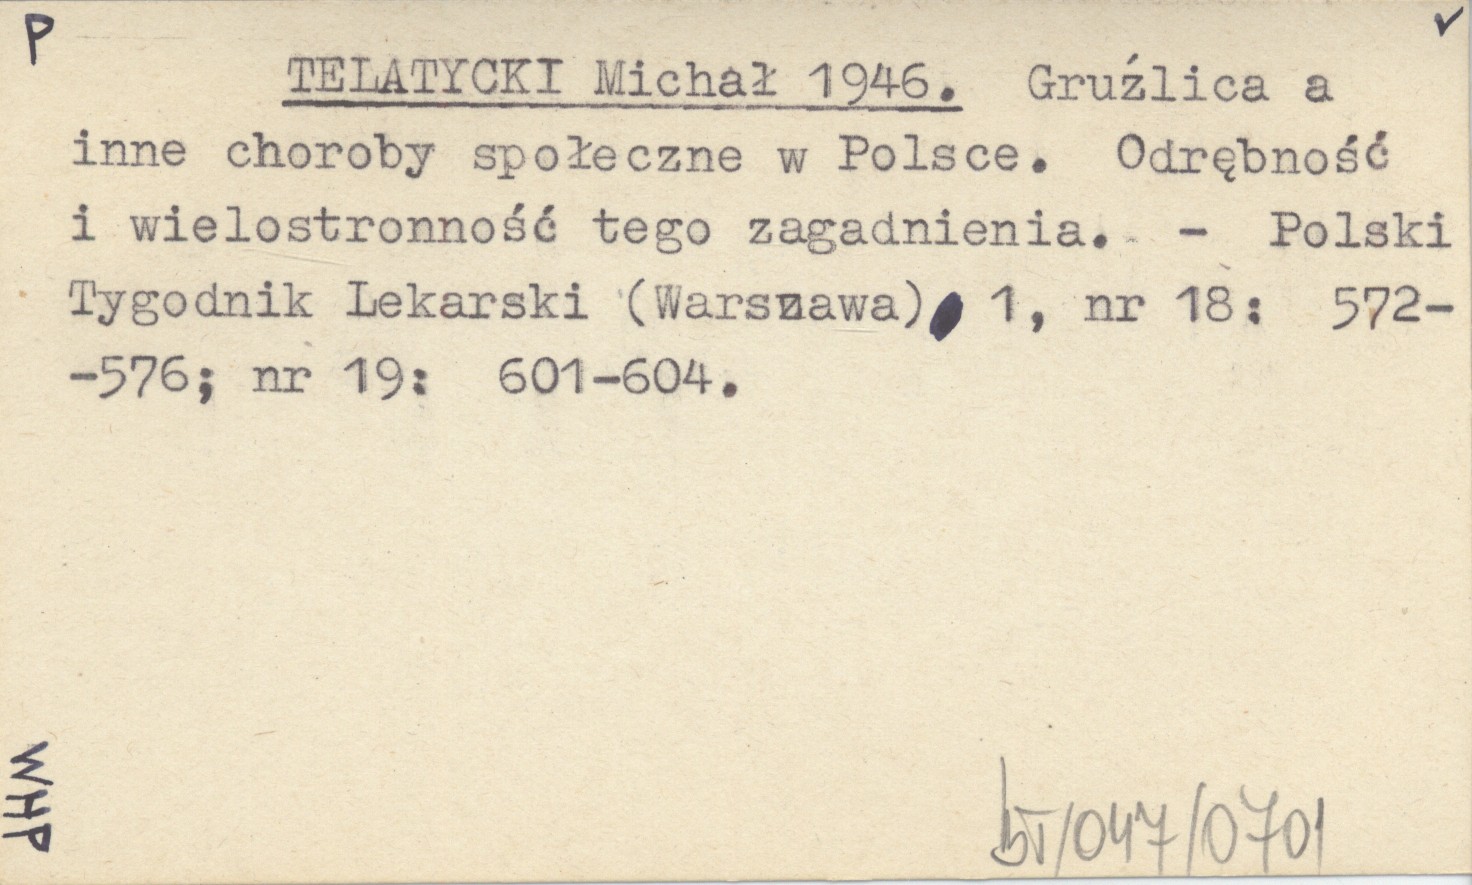 P ✓
TELATYCKI Michał 1946. Gruźlica a
inne choroby społeczne w Polsce. Odrębność
i wielostronność tego zagadnienia. - Polski
Tygodnik Lekarski (Warszawa) 1, nr 18: 572-
-576; nr 19: 601-604.
WHP
bT/047/0701